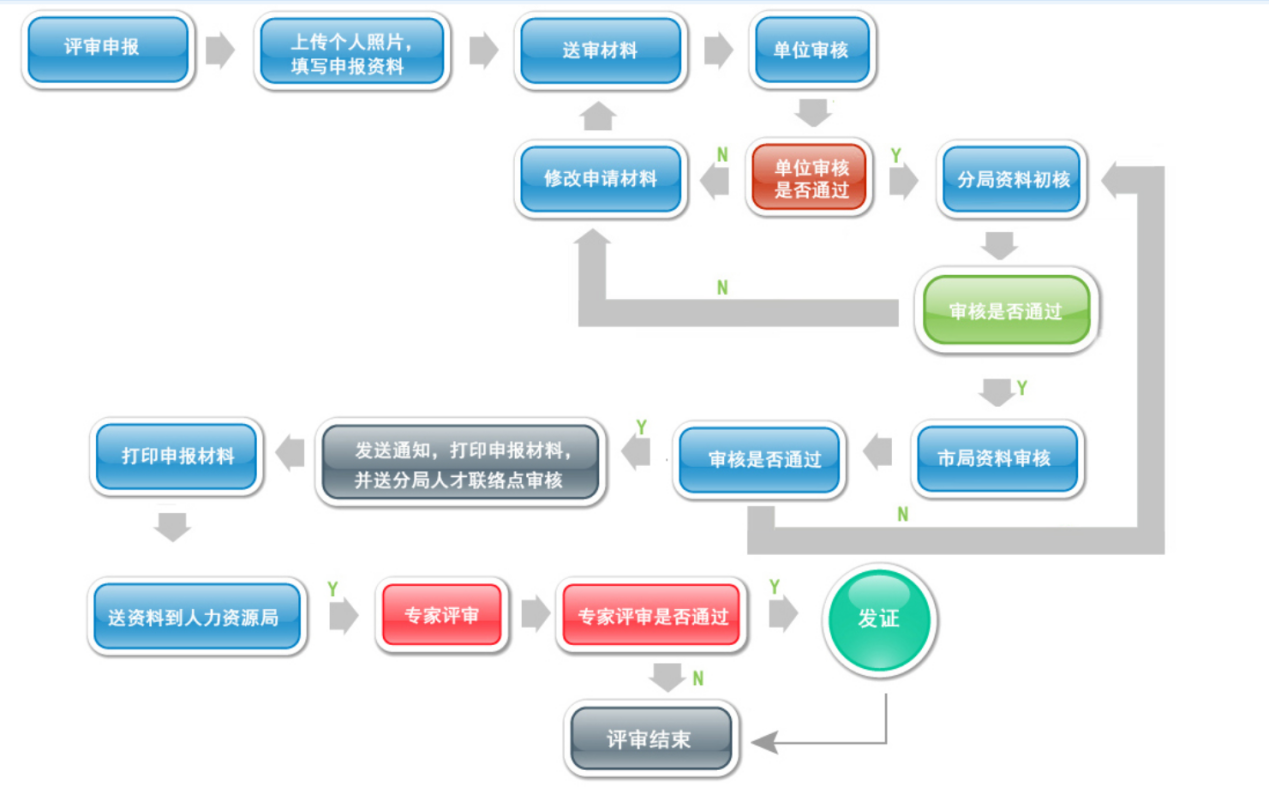 评审申报
上传个人照片，
填写申报资料
送审材料
单位审核
修改申请材料
N
单位审核
是否通过
Y
分局资料初核
N
审核是否通过
Y
打印申报材料
发送通知，打印申报材料，
并送分局人才联络点审核
Y
审核是否通过
市局资料审核
N
送资料到人力资源局
Y
专家评审
专家评审是否通过
Y
发证
N
评审结束